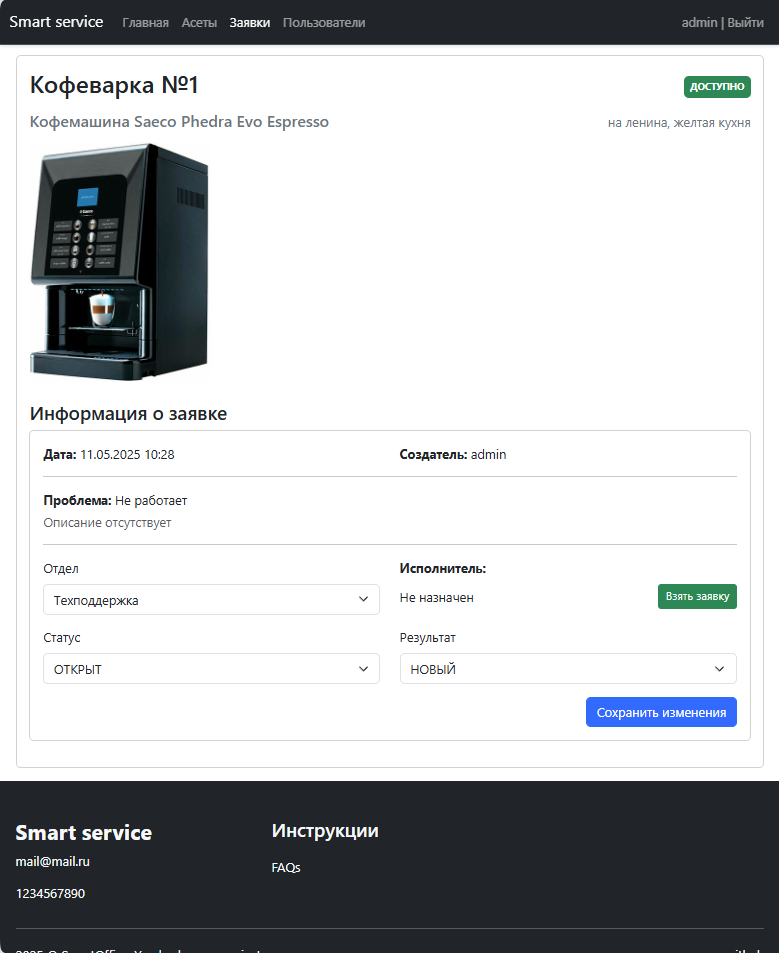 Smart service Главная Асеты Заявки Пользователи admin | Выйти
Кофеварка №1 ДОСТУПНО
Кофемашина Saeco Phedra Evo Espresso на ленина, желтая кухня
Информация о заявке
Дата: 11.05.2025 10:28 Создатель: admin
Проблема: Не работает
Описание отсутствует
Отдел Исполнитель:
Техподдержка Не назначен Взять заявку
Статус Результат
ОТКРЫТ НОВЫЙ
Сохранить изменения
Smart service Инструкции
mail@mail.ru FAQs
1234567890